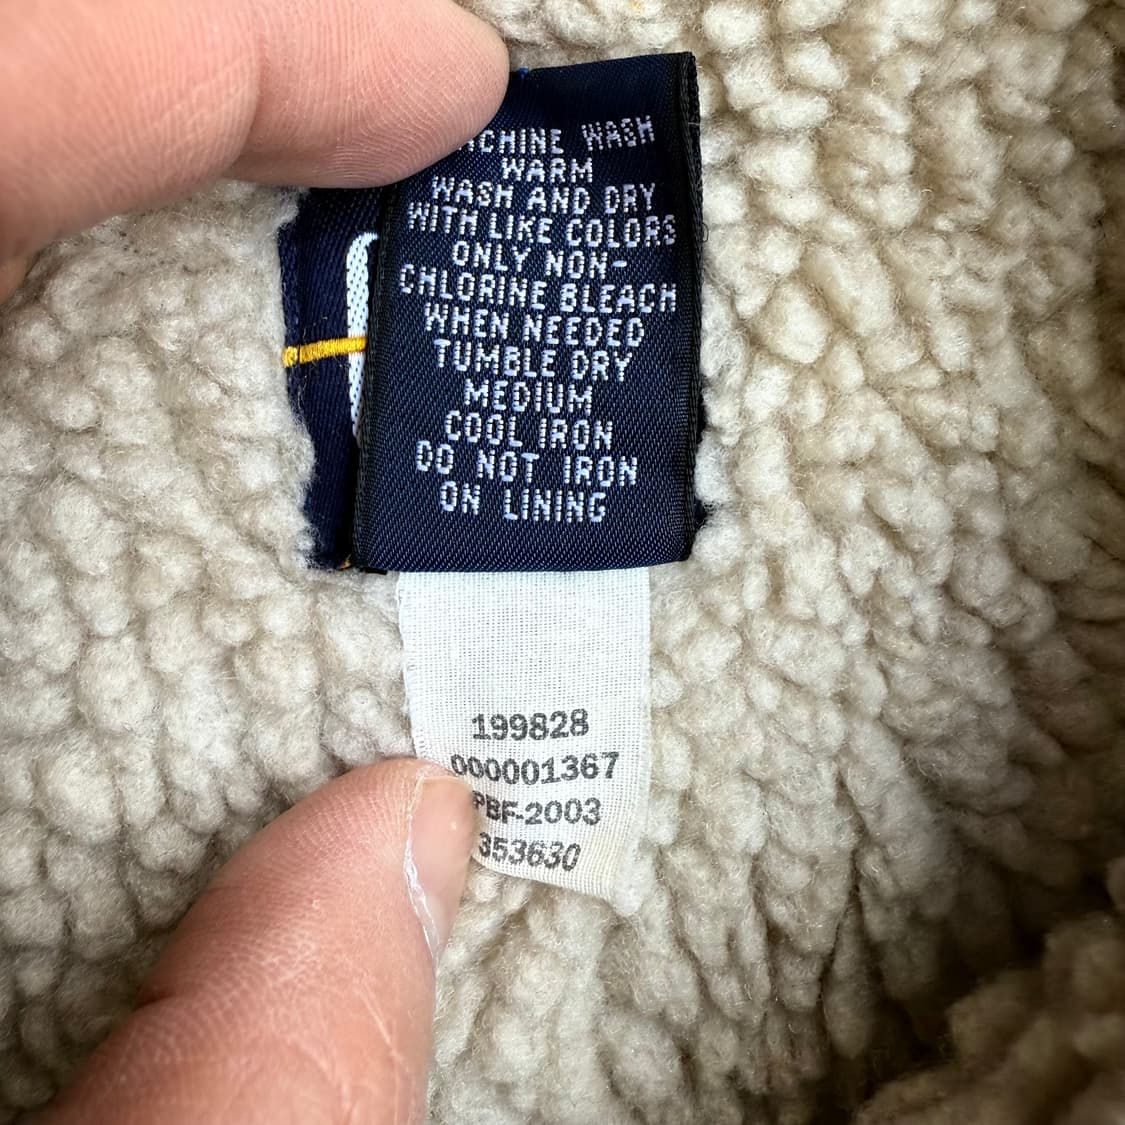 CHINE WASH
WARM
WASH AND DRY
WITH LIKE COLORS
ONLY NON-
CHLORINE BLEACH
WHEN NEEDED
TUMBLE DRY
MEDIUM
COOL IRON
DO NOT IRON
ON LINING
199828
000001367
PBF-2003
353630